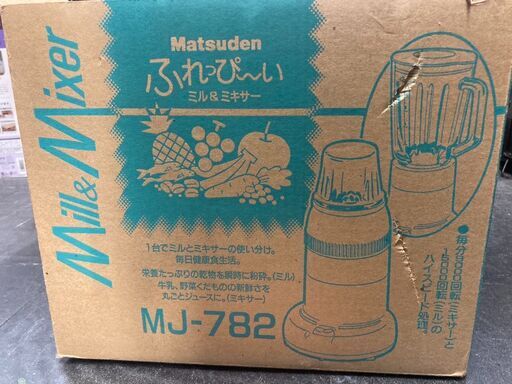 Mill & Mixer
Matsuden
ふれっぴ〜い
ミル&ミキサー
1台でミルとミキサーの使い分け。
毎日健康食生活。
栄養たっぷりの乾物を瞬時に粉砕。(ミル)
牛乳、野菜くだものの新鮮さを
丸ごとジュースに。(ミキサー)
MJ-782
●毎分9300回転(ミキサー)と
15000回転(ミル)の
ハイスピード処理。